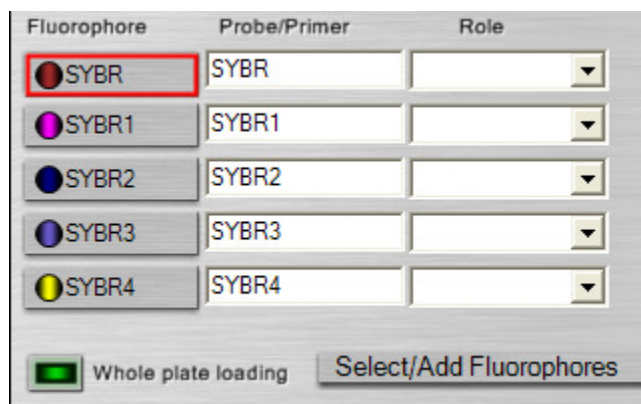 Fluorophore Probe/Primer Role
SYBR SYBR
SYBR1 SYBR1
SYBR2 SYBR2
SYBR3 SYBR3
SYBR4 SYBR4
Whole plate loading Select/Add Fluorophores